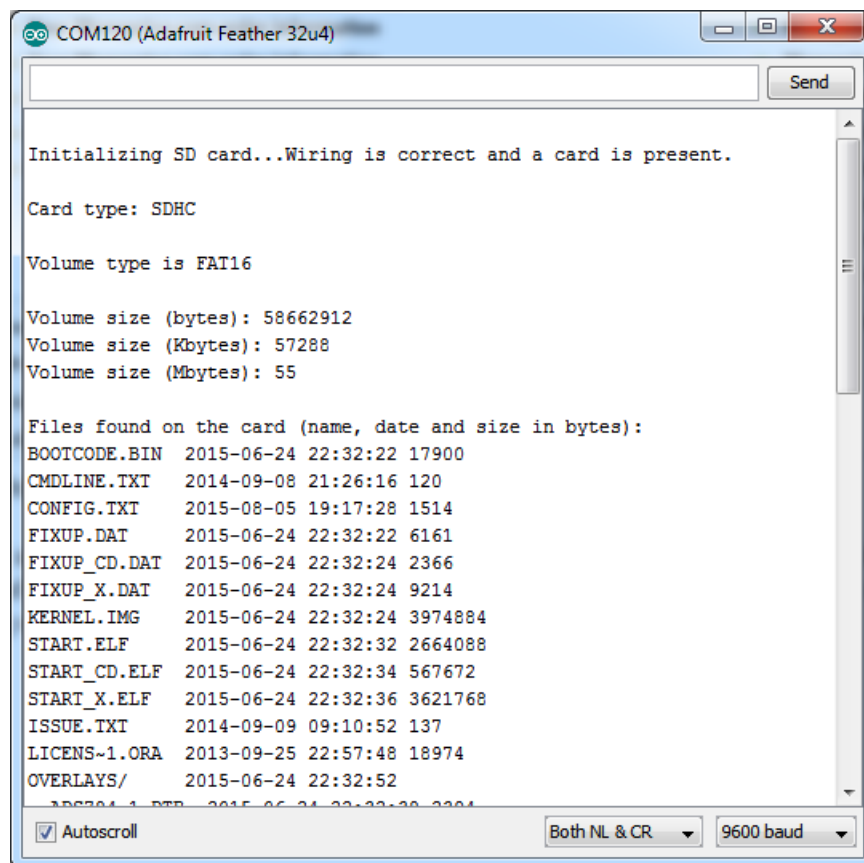 COM120 (Adafruit Feather 32u4)
Send
Initializing SD card...Wiring is correct and a card is present.
Card type: SDHC
Volume type is FAT16
Volume size (bytes): 58662912
Volume size (Kbytes): 57288
Volume size (Mbytes): 55
Files found on the card (name, date and size in bytes):
BOOTCODE.BIN  2015-06-24 22:32:22 17900
CMDLINE.TXT   2014-09-08 21:26:16 120
CONFIG.TXT    2015-08-05 19:17:28 1514
FIXUP.DAT     2015-06-24 22:32:22 6161
FIXUP_CD.DAT  2015-06-24 22:32:24 2366
FIXUP_X.DAT   2015-06-24 22:32:24 9214
KERNEL.IMG    2015-06-24 22:32:24 3974884
START.ELF     2015-06-24 22:32:32 2664088
START_CD.ELF  2015-06-24 22:32:34 567672
START_X.ELF   2015-06-24 22:32:36 3621768
ISSUE.TXT     2014-09-09 09:10:52 137
LICENS~1.ORA  2013-09-25 22:57:48 18974
OVERLAYS/     2015-06-24 22:32:52
Autoscroll
Both NL & CR
9600 baud